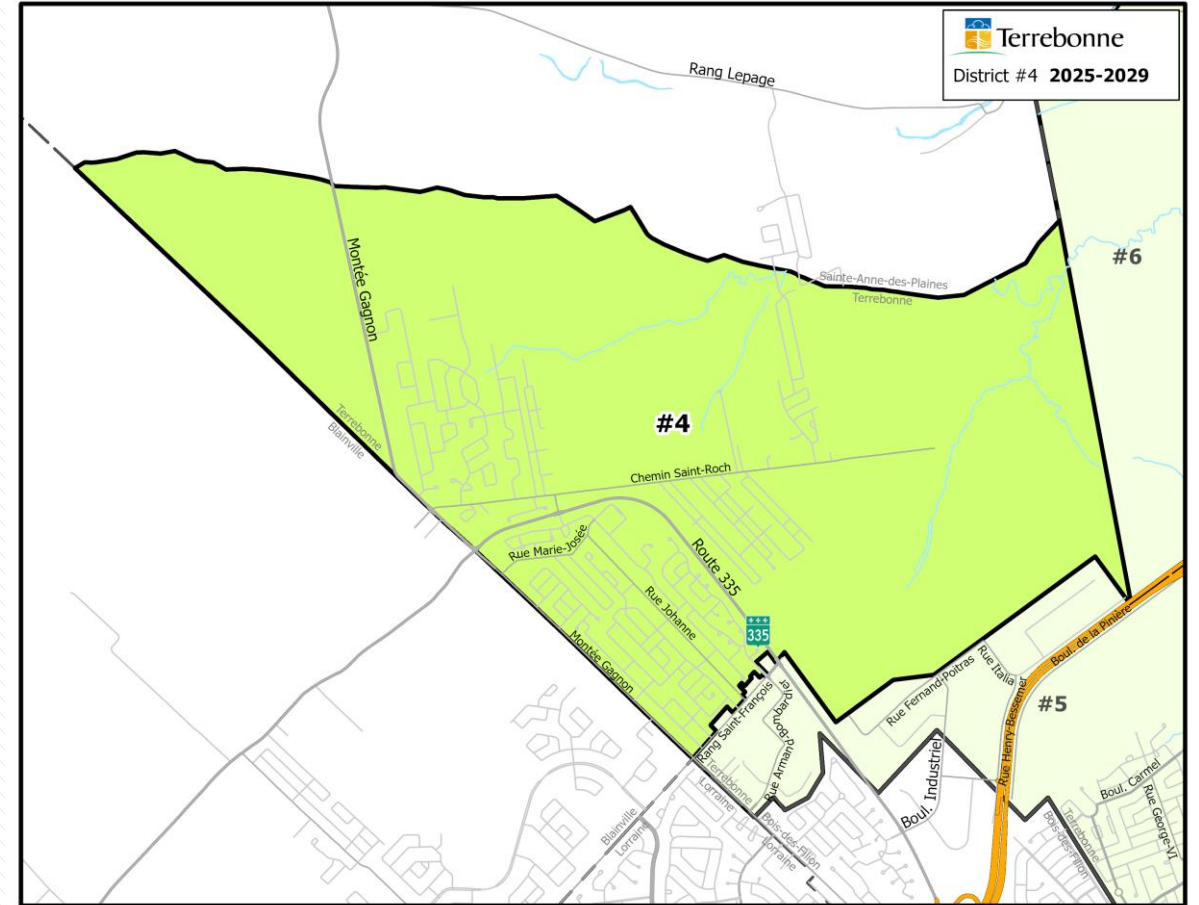 Terrebonne
District #4 2025-2029
Rang Lepage
#6
Montée Gagnon
Sainte-Anne-des-Plaines
Terrebonne
#4
Terrebonne
Blainville
Chemin Saint-Roch
Rue Marie-Josée
Route 335
Rue Johanne
335
Montée Gagnon
Boul. de la Pinière
Rue Italia
Rue Fernand-Poitras
#5
Rang Saint-François
Rue Armand-Bombardier
Rue Henry-Bessemer
Boul. Industriel
Terrebonne
Lorraine
Boul. Carmel
Rue George-VI
Blainville
Lorraine
Bois-des-Filion
Lorraine
Terrebonne
Bois-des-Filion